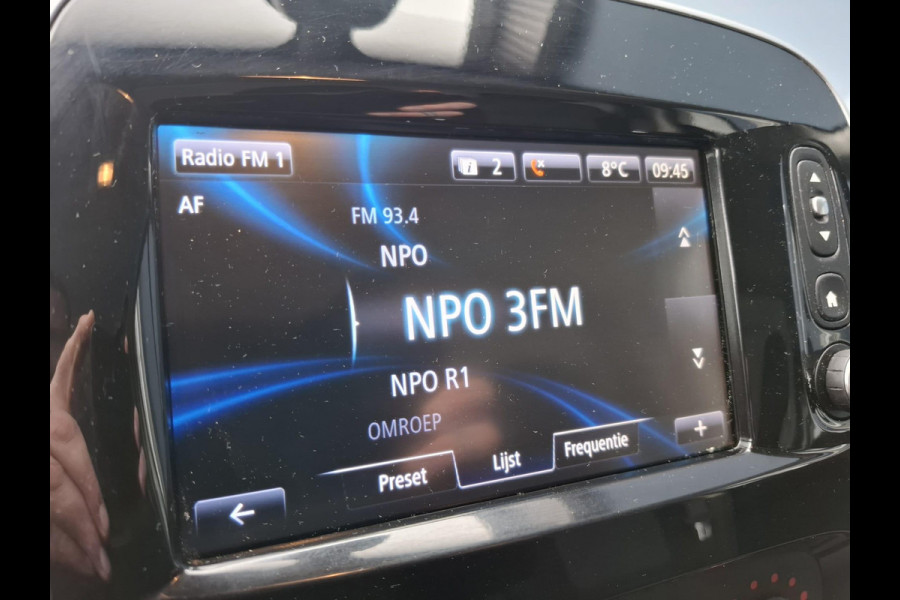 Radio FM 1
2
8°C
09:45
AF
FM 93.4
NPO
NPO 3FM
NPO R1
OMROEP
Preset
Lijst
Frequentie
+